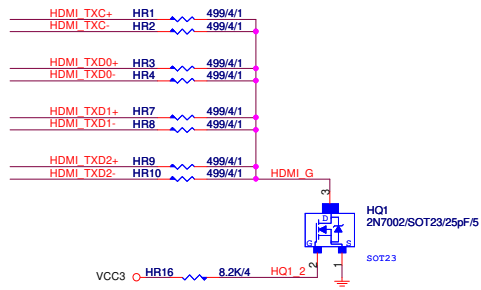 HDMI_TXC+ HR1 499/4/1
HDMI_TXC- HR2 499/4/1
HDMI_TXD0+ HR3 499/4/1
HDMI_TXD0- HR4 499/4/1
HDMI_TXD1+ HR7 499/4/1
HDMI_TXD1- HR8 499/4/1
HDMI_TXD2+ HR9 499/4/1
HDMI_TXD2- HR10 499/4/1 HDMI_G
3
HQ1
D
2N7002/SOT23/25pF/5
G S
SOT23
2 1
VCC3 HR16 8.2K/4 HQ1_2